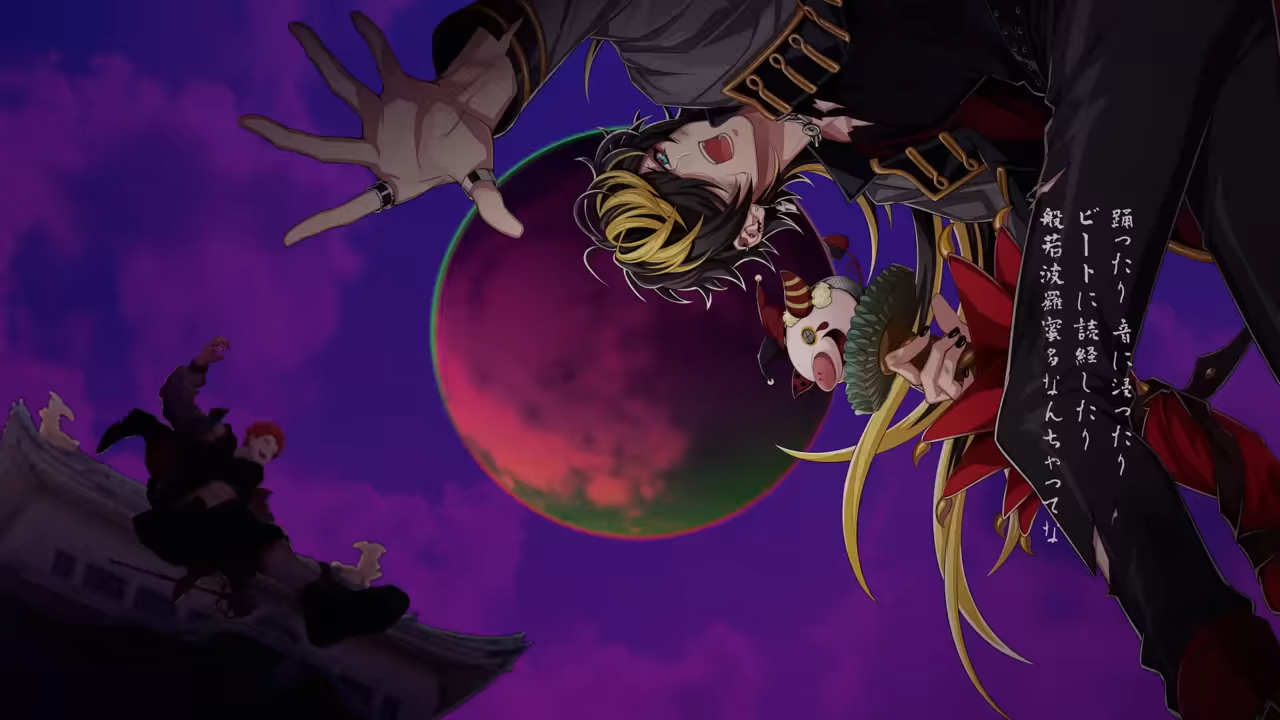 踊ったり 音に浸ったり
ビートに読経したり
般若波羅蜜多なんちゃってな